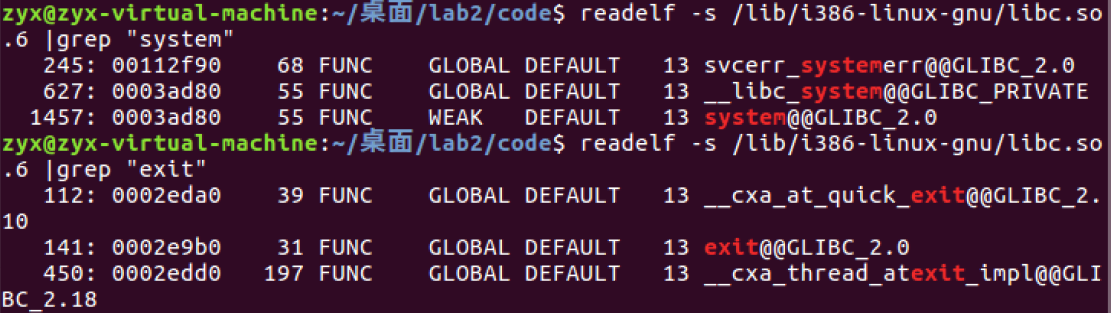 zyx@zyx-virtual-machine:~/桌面/lab2/code$ readelf -s /lib/i386-linux-gnu/libc.so
.6 |grep "system"
   245: 00112f90    68 FUNC    GLOBAL DEFAULT   13 svcerr_systemerr@@GLIBC_2.0
   627: 0003ad80    55 FUNC    GLOBAL DEFAULT   13 __libc_system@@GLIBC_PRIVATE
  1457: 0003ad80    55 FUNC    WEAK   DEFAULT   13 system@@GLIBC_2.0
zyx@zyx-virtual-machine:~/桌面/lab2/code$ readelf -s /lib/i386-linux-gnu/libc.so
.6 |grep "exit"
   112: 0002eda0    39 FUNC    GLOBAL DEFAULT   13 __cxa_at_quick_exit@@GLIBC_2.
10
   141: 0002e9b0    31 FUNC    GLOBAL DEFAULT   13 exit@@GLIBC_2.0
   450: 0002edd0   197 FUNC    GLOBAL DEFAULT   13 __cxa_thread_atexit_impl@@GLI
BC_2.18